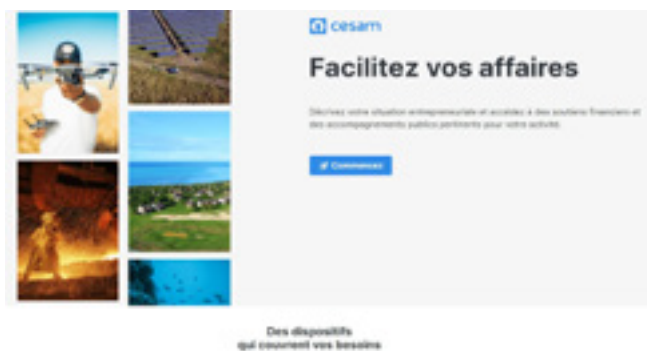 cesam
Facilitez vos affaires
Décrivez votre situation entrepreneuriale et accédez à des soutiens financiers et
des accompagnements publics pertinents pour votre activité.
Commencez
Des dispositifs
qui couvrent vos besoins